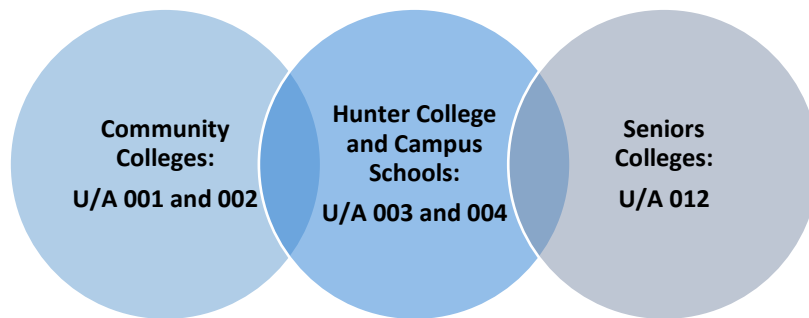 Community
Colleges:
U/A 001 and 002
Hunter College
and Campus
Schools:
U/A 003 and 004
Seniors
Colleges:
U/A 012